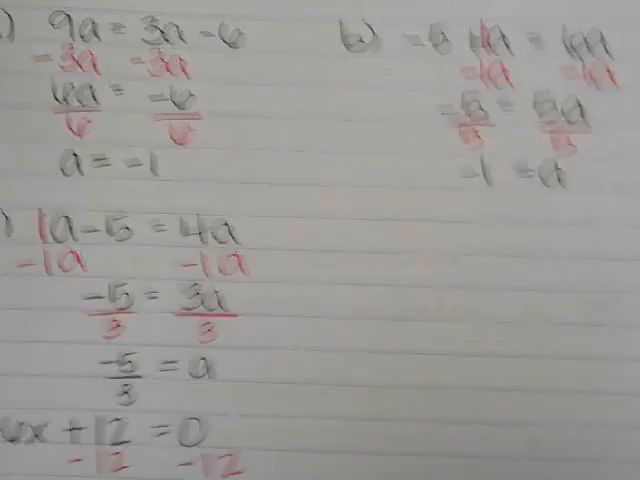 ) 9a = 3a - 6
-3a -3a
6a = -6
6 6
a = -1
b) -5 + 1a = 6a
-1a -1a
-5 = 5a
5 5
-1 = a
) 1a - 5 = 4a
-1a -1a
-5 = 3a
3 3
-5 = a
3
6x + 12 = 0
-12 -12